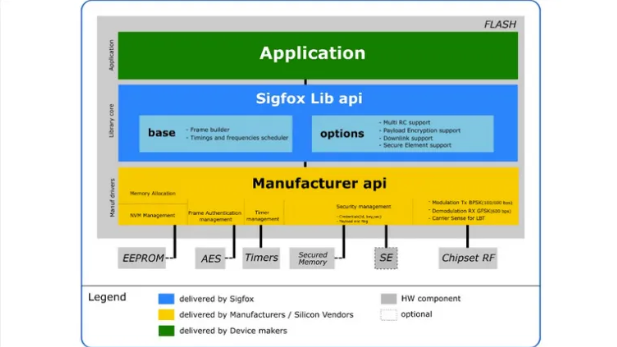 FLASH
Application
Application
Library core
Sigfox Lib api
base
- Frame builder
- Timings and frequencies scheduler
options
- Multi RC support
- Payload Encryption support
- Downlink support
- Secure Element support
Manuf drivers
Manufacturer api
Memory Allocation
NVM Management
Frame Authentication
management
Timer
management
Security management
- Modulation Tx BPSK
- Demodulation RX GFSK
- Carrier Sense for LBT
EEPROM
AES
Timers
Secured
Memory
SE
Chipset RF
Legend
delivered by Sigfox
delivered by Manufacturers / Silicon Vendors
delivered by Device makers
HW component
optional